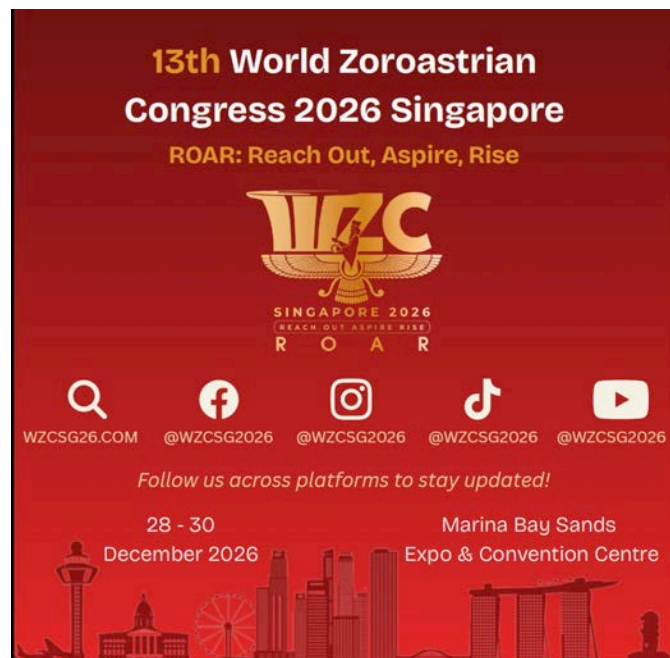 13th World Zoroastrian
Congress 2026 Singapore
ROAR: Reach Out, Aspire, Rise
WZC
SINGAPORE 2026
REACH OUT ASPIRE RISE
R O A R
WZCSG26.COM
@WZCSG2026
@WZCSG2026
@WZCSG2026
@WZCSG2026
Follow us across platforms to stay updated!
28 - 30
December 2026
Marina Bay Sands
Expo & Convention Centre